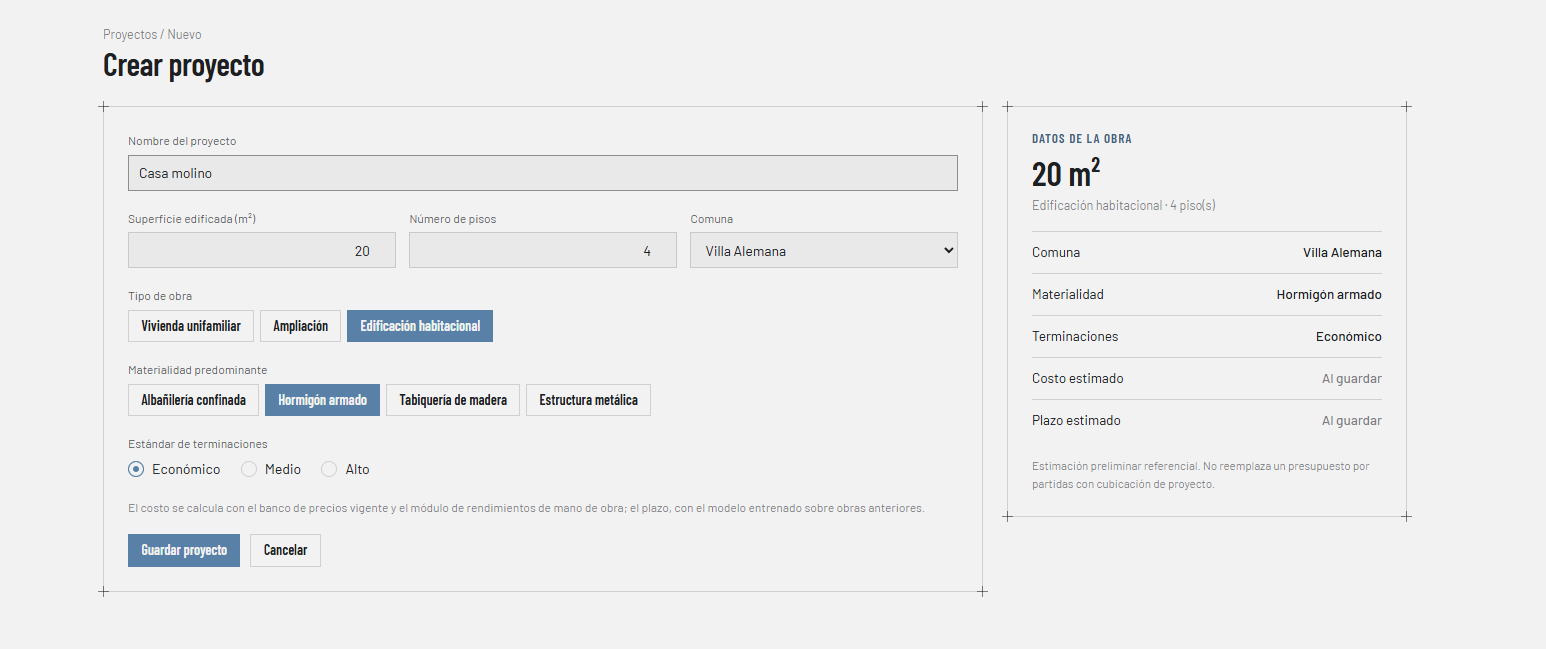 Proyectos / Nuevo
Crear proyecto
Nombre del proyecto
Casa molino
Superficie edificada (m²)
Número de pisos
Comuna
20
4
Villa Alemana
Tipo de obra
Vivienda unifamiliar
Ampliación
Edificación habitacional
Materialidad predominante
Albañilería confinada
Hormigón armado
Tabiquería de madera
Estructura metálica
Estándar de terminaciones
Económico
Medio
Alto
El costo se calcula con el banco de precios vigente y el módulo de rendimientos de mano de obra; el plazo, con el modelo entrenado sobre obras anteriores.
Guardar proyecto
Cancelar
DATOS DE LA OBRA
20 m²
Edificación habitacional · 4 piso(s)
Comuna Villa Alemana
Materialidad Hormigón armado
Terminaciones Económico
Costo estimado Al guardar
Plazo estimado Al guardar
Estimación preliminar referencial. No reemplaza un presupuesto por
partidas con cubicación de proyecto.